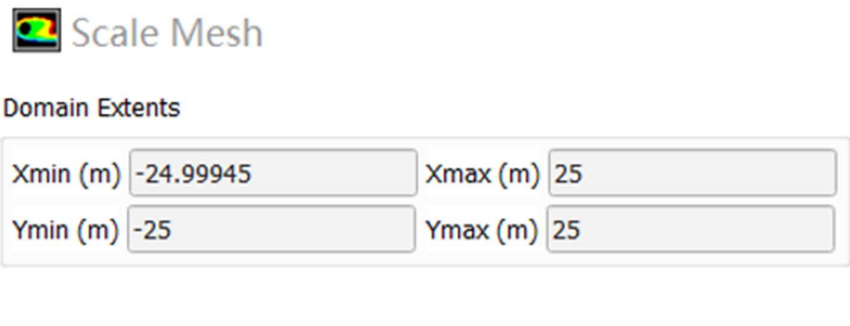 Scale Mesh
Domain Extents
Xmin (m) -24.99945 Xmax (m) 25
Ymin (m) -25 Ymax (m) 25